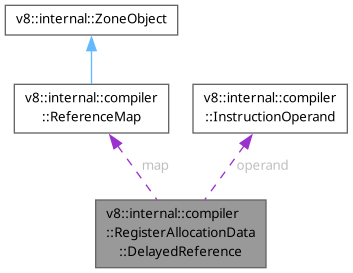 v8::internal::ZoneObject
v8::internal::compiler
::ReferenceMap
v8::internal::compiler
::InstructionOperand
map
operand
v8::internal::compiler
::RegisterAllocationData
::DelayedReference